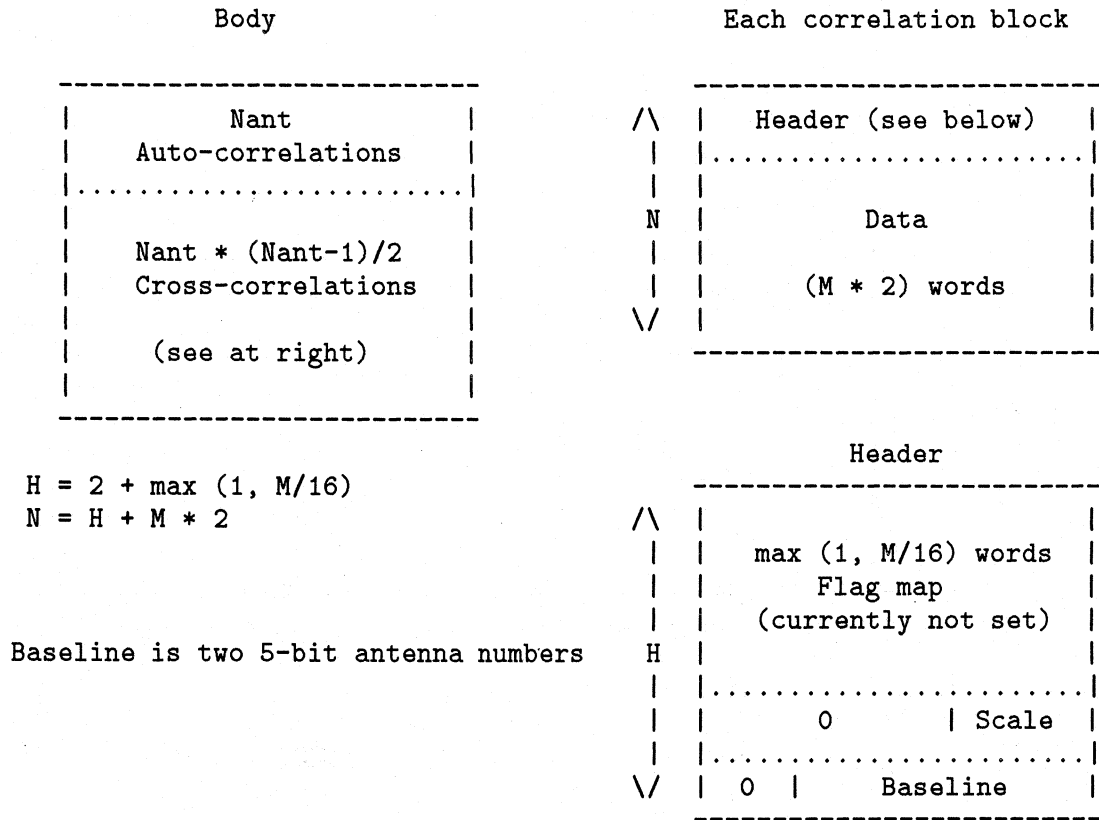 Body
Nant
Auto-correlations
Nant * (Nant-1)/2
Cross-correlations
(see at right)
H = 2 + max (1, M/16)
N = H + M * 2
Baseline is two 5-bit antenna numbers
Each correlation block
Header (see below)
N
Data
(M * 2) words
Header
max (1, M/16) words
Flag map
(currently not set)
H
0 | Scale
0 | Baseline